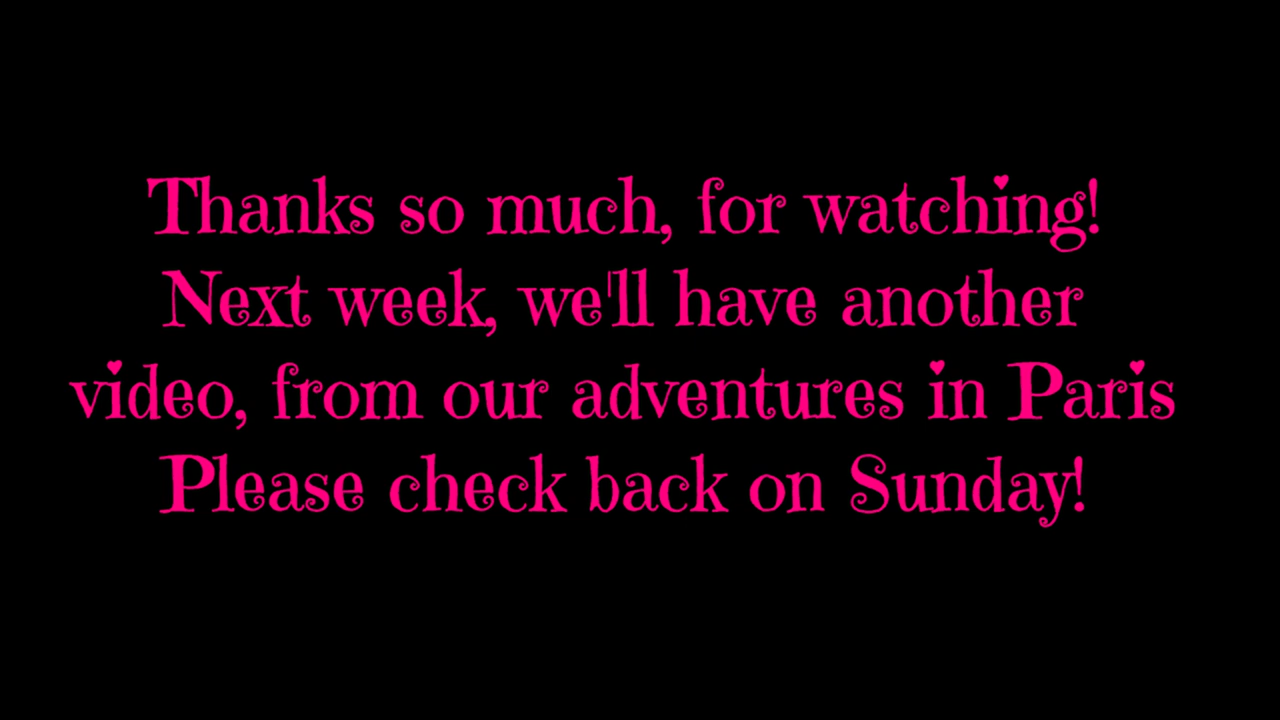 Thanks so much, for watching!
Next week, we'll have another
video, from our adventures in Paris
Please check back on Sunday!